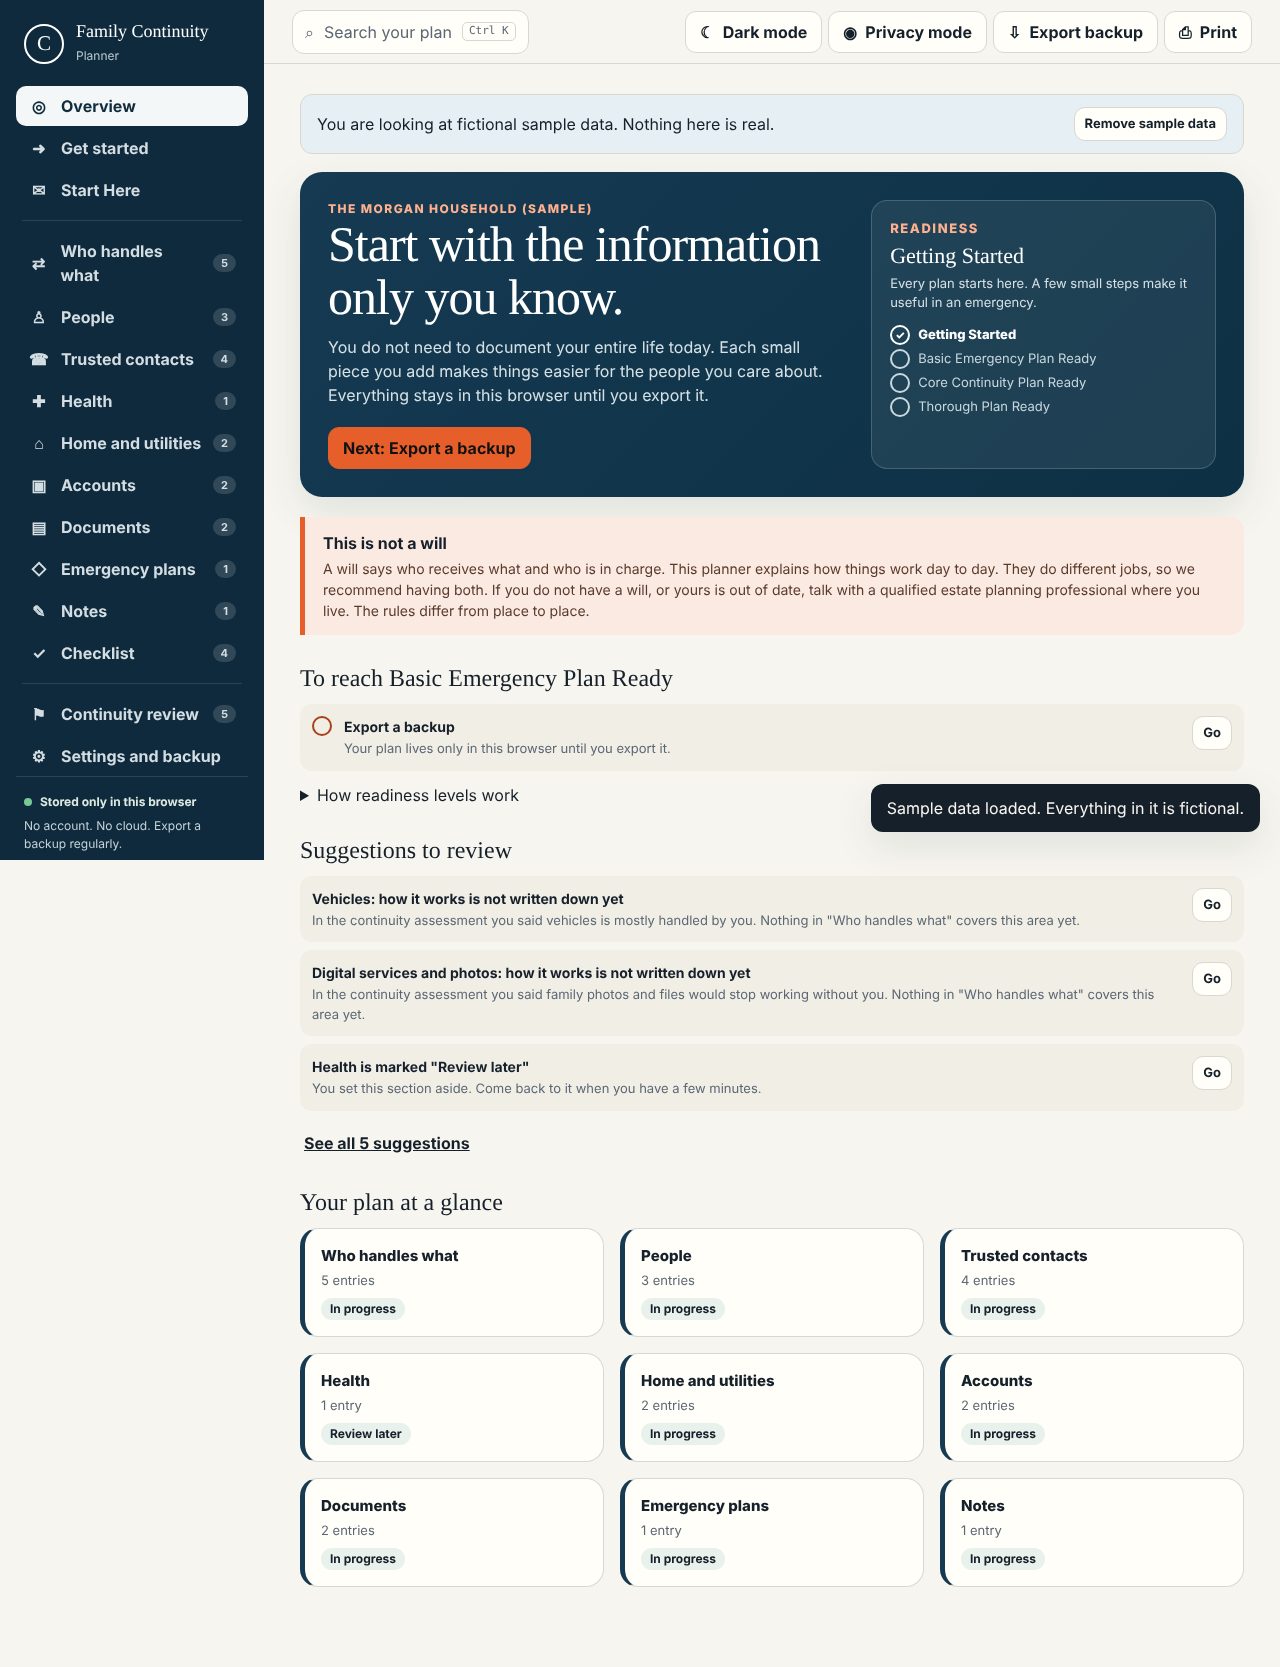 C
Family Continuity
Planner
Overview
Get started
Start Here
Who handles
what
5
People
3
Trusted contacts
4
Health
1
Home and utilities
2
Accounts
2
Documents
2
Emergency plans
1
Notes
1
Checklist
4
Continuity review
5
Settings and backup
Stored only in this browser
No account. No cloud. Export a
backup regularly.
Search your plan
Ctrl K
Dark mode
Privacy mode
Export backup
Print
You are looking at fictional sample data. Nothing here is real.
Remove sample data
THE MORGAN HOUSEHOLD (SAMPLE)
Start with the information
only you know.
You do not need to document your entire life today. Each small
piece you add makes things easier for the people you care about.
Everything stays in this browser until you export it.
Next: Export a backup
READINESS
Getting Started
Every plan starts here. A few small steps make it
useful in an emergency.
Getting Started
Basic Emergency Plan Ready
Core Continuity Plan Ready
Thorough Plan Ready
This is not a will
A will says who receives what and who is in charge. This planner explains how things work day to day. They do different jobs, so we
recommend having both. If you do not have a will, or yours is out of date, talk with a qualified estate planning professional where you
live. The rules differ from place to place.
To reach Basic Emergency Plan Ready
Export a backup
Your plan lives only in this browser until you export it.
Go
How readiness levels work
Sample data loaded. Everything in it is fictional.
Suggestions to review
Vehicles: how it works is not written down yet
In the continuity assessment you said vehicles is mostly handled by you. Nothing in "Who handles what" covers this area yet.
Go
Digital services and photos: how it works is not written down yet
In the continuity assessment you said family photos and files would stop working without you. Nothing in "Who handles what" covers this
area yet.
Go
Health is marked "Review later"
You set this section aside. Come back to it when you have a few minutes.
Go
See all 5 suggestions
Your plan at a glance
Who handles what
5 entries
In progress
People
3 entries
In progress
Trusted contacts
4 entries
In progress
Health
1 entry
Review later
Home and utilities
2 entries
In progress
Accounts
2 entries
In progress
Documents
2 entries
In progress
Emergency plans
1 entry
In progress
Notes
1 entry
In progress